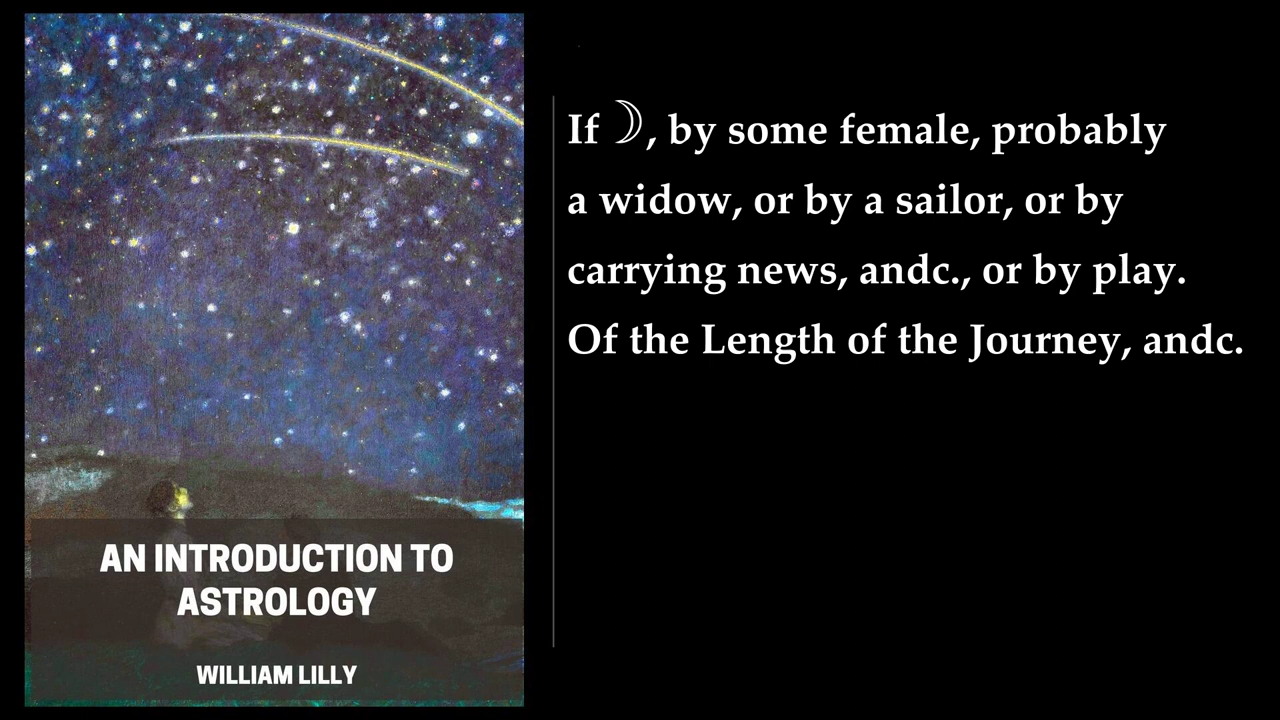 AN INTRODUCTION TO
ASTROLOGY
WILLIAM LILLY
If ☽, by some female, probably
a widow, or by a sailor, or by
carrying news, andc., or by play.
Of the Length of the Journey, andc.